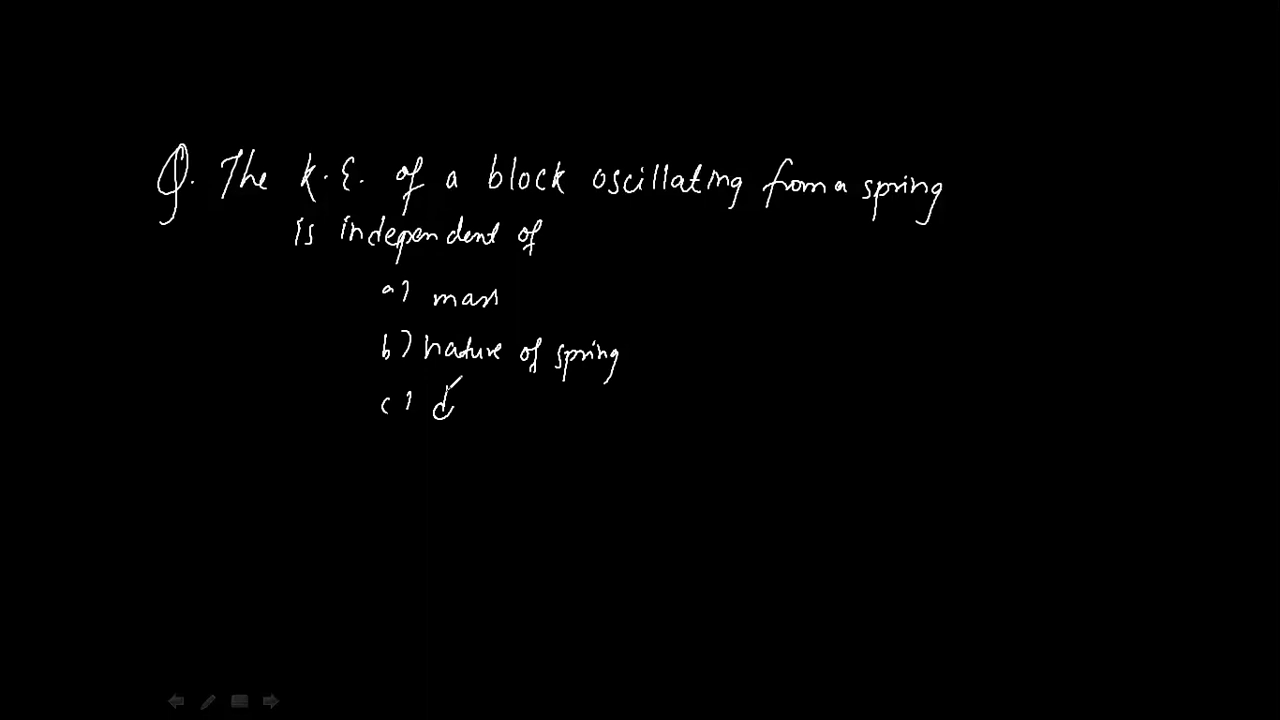 Q. The K.E. of a block oscillating from a spring
is independent of
a) mass
b) nature of spring
c) d